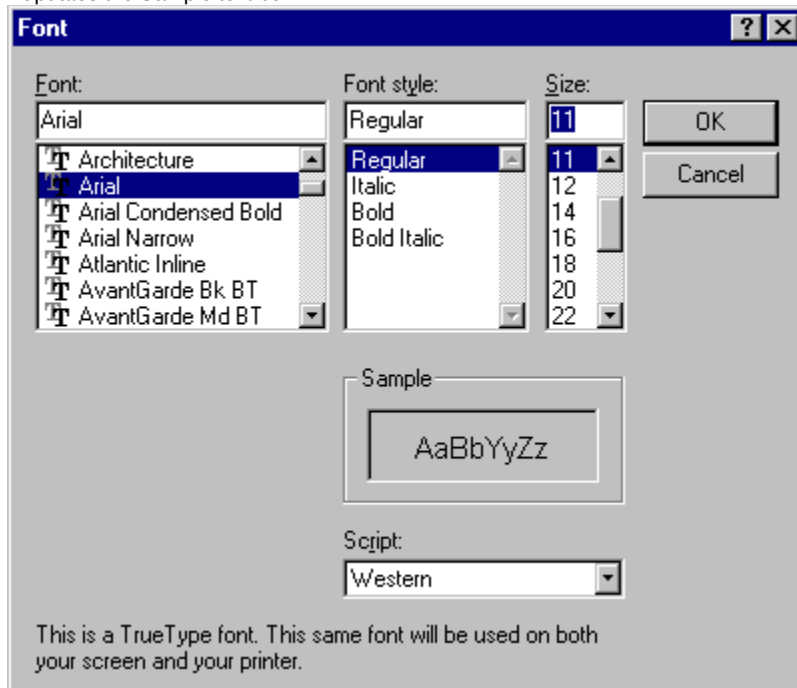 Font
Font: Font style: Size:
Arial Regular 11 OK
Architecture Regular 11 Cancel
Arial Italic 12
Arial Condensed Bold Bold 14
Arial Narrow Bold Italic 16
Atlantic Inline 18
AvantGarde Bk BT 20
AvantGarde Md BT 22
Sample
AaBbYyZz
Script:
Western
This is a TrueType font. This same font will be used on both
your screen and your printer.